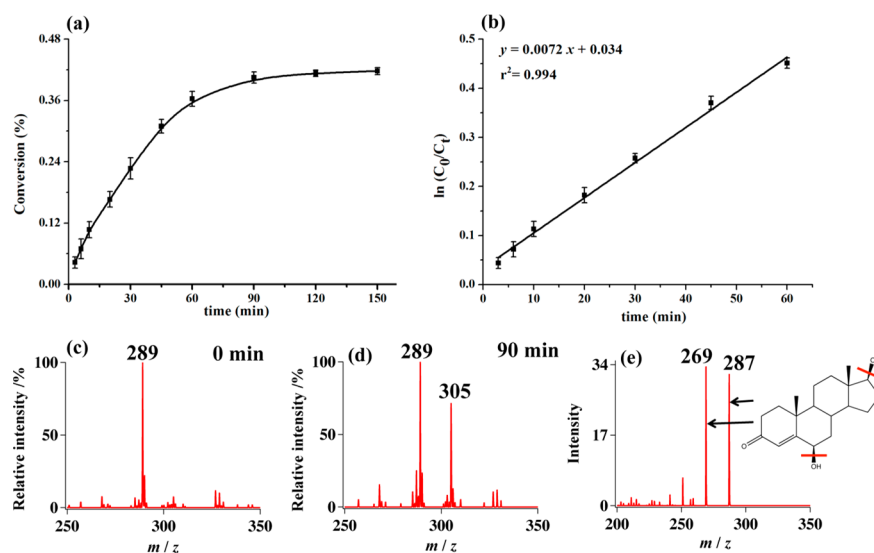 (a)
0.48
0.36
0.24
0.12
0.00
Conversion (%)
0 30 60 90 120 150
time (min)
(b)
y = 0.0072 x + 0.034
r2= 0.994
0.5
0.4
0.3
0.2
0.1
0.0
ln (C0/Ct)
0 10 20 30 40 50 60
time (min)
(c)
289
0 min
100
50
0
Relative intensity /%
250 300 350
m / z
(d)
289
90 min
305
100
50
0
Relative intensity /%
250 300 350
m / z
(e)
269
287
34
17
0
Intensity
200 250 300 350
m / z
O
OH